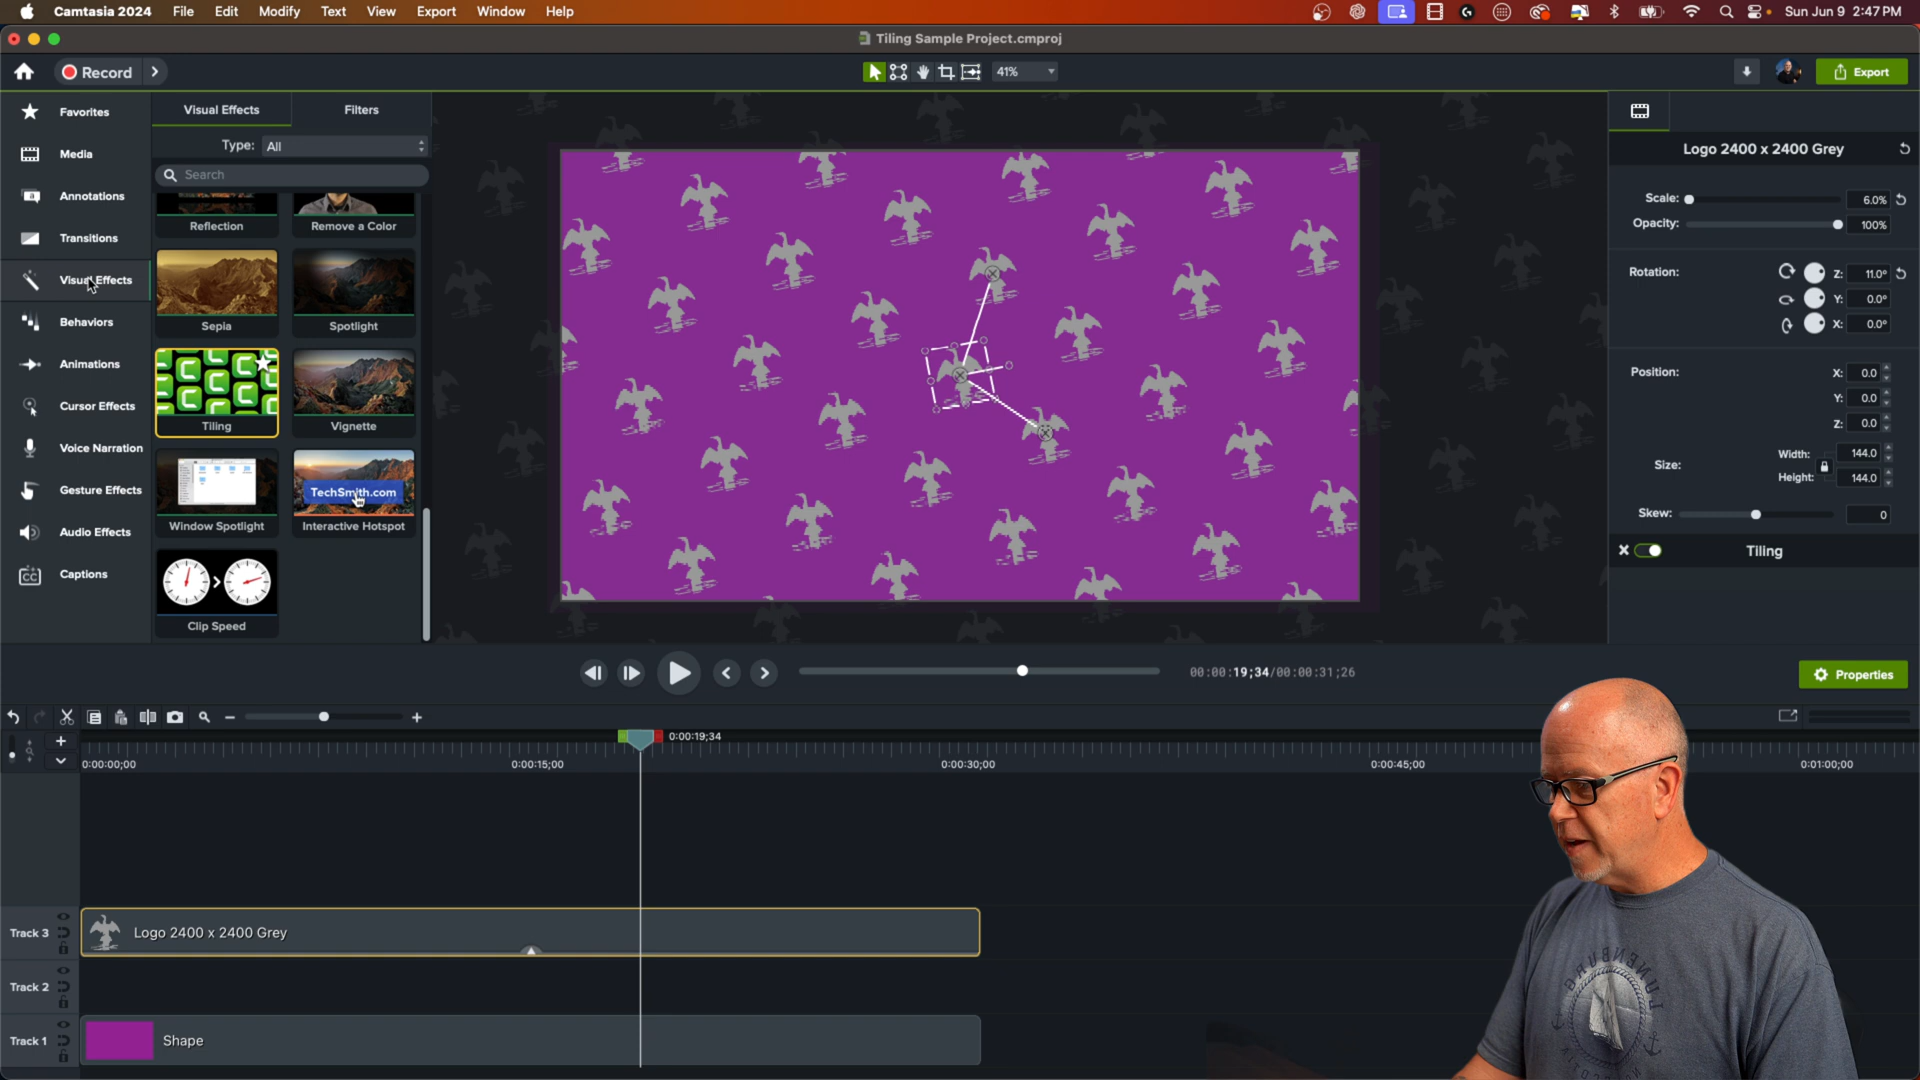 Camtasia 2024 File Edit Modify Text View Export Window Help Sun Jun 9 2:47 PM
Tiling Sample Project.cmproj
Record 41% Export
Favorites
Media
Annotations
Transitions
Visual Effects
Behaviors
Animations
Cursor Effects
Voice Narration
Gesture Effects
Audio Effects
Captions
Visual Effects Filters
Type: All
Search
Reflection Remove a Color
Sepia Spotlight
Tiling Vignette
TechSmith.com
Window Spotlight Interactive Hotspot
Clip Speed
Logo 2400 x 2400 Grey
Scale: 6.0%
Opacity: 100%
Rotation: Z: 11.0°
Y: 0.0°
X: 0.0°
Position: X: 0.0
Y: 0.0
Z: 0.0
Size: Width: 144.0
Height: 144.0
Skew: 0
Tiling
00:00:19;34/00:00:31;26
Properties
0:00:19;34
0:00:00;00 0:00:15;00 0:00:30;00 0:00:45;00 0:01:00;00
Track 3 Logo 2400 x 2400 Grey
Track 2
Track 1 Shape